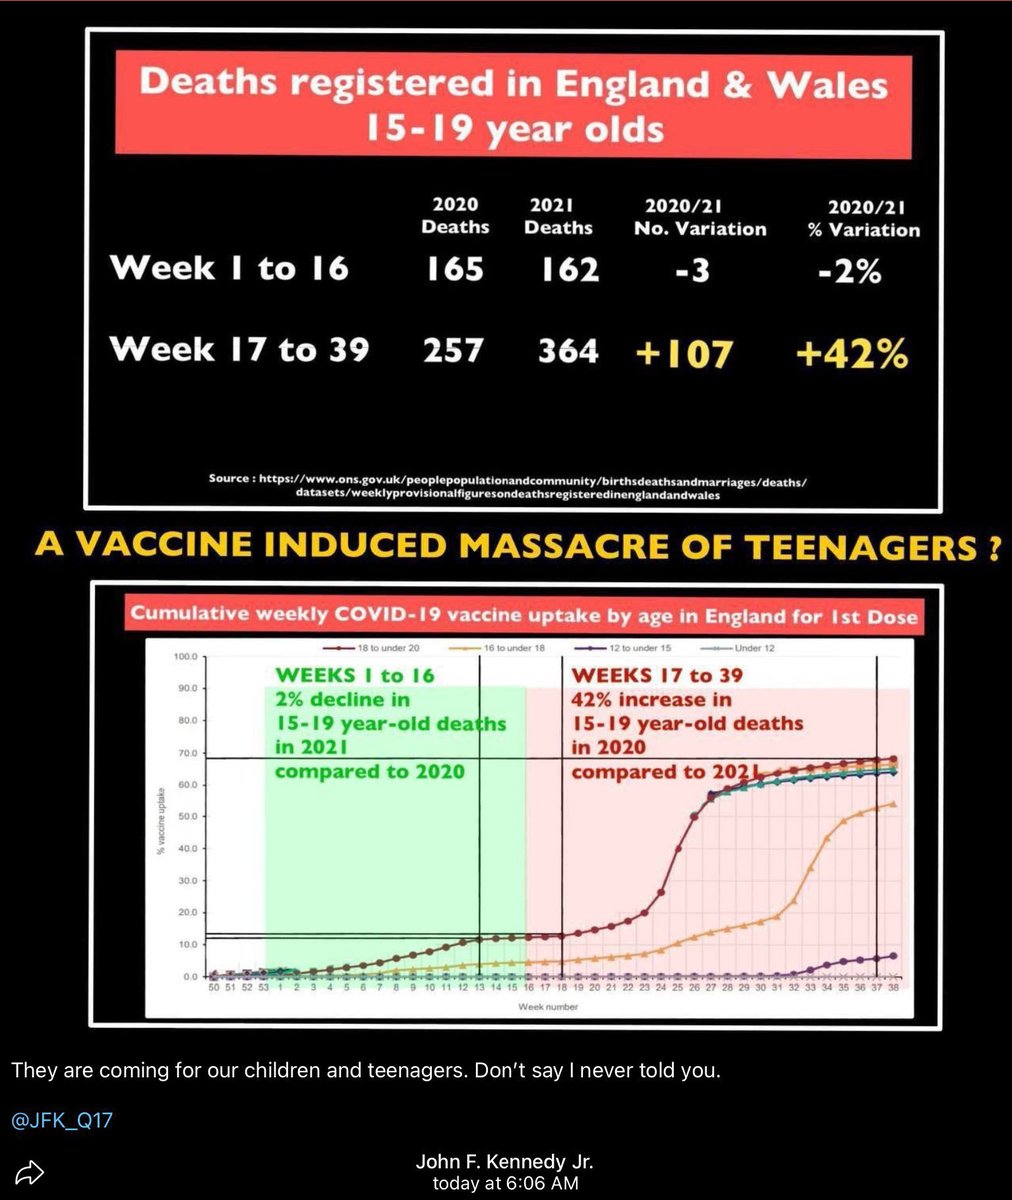 Deaths registered in England & Wales
15-19 year olds
2020 Deaths
2021 Deaths
2020/21 No. Variation
2020/21 % Variation
Week 1 to 16 165 162 -3 -2%
Week 17 to 39 257 364 +107 +42%
Source : https://www.ons.gov.uk/peoplepopulationandcommunity/birthsdeathsandmarriages/deaths/
datasets/weeklyprovisionalfiguresondeathsregisteredinenglandandwales
A VACCINE INDUCED MASSACRE OF TEENAGERS ?
Cumulative weekly COVID-19 vaccine uptake by age in England for 1st Dose
18 to under 20 16 to under 18 12 to under 15 Under 12
WEEKS 1 to 16
2% decline in
15-19 year-old deaths
in 2021
compared to 2020
WEEKS 17 to 39
42% increase in
15-19 year-old deaths
in 2020
compared to 2021
% vaccine uptake
100.0
90.0
80.0
70.0
60.0
50.0
40.0
30.0
20.0
10.0
0.0
50 51 52 53 1 2 3 4 5 6 7 8 9 10 11 12 13 14 15 16 17 18 19 20 21 22 23 24 25 26 27 28 29 30 31 32 33 34 35 36 37 38
Week number
They are coming for our children and teenagers. Don’t say I never told you.
@JFK_Q17
John F. Kennedy Jr.
today at 6:06 AM